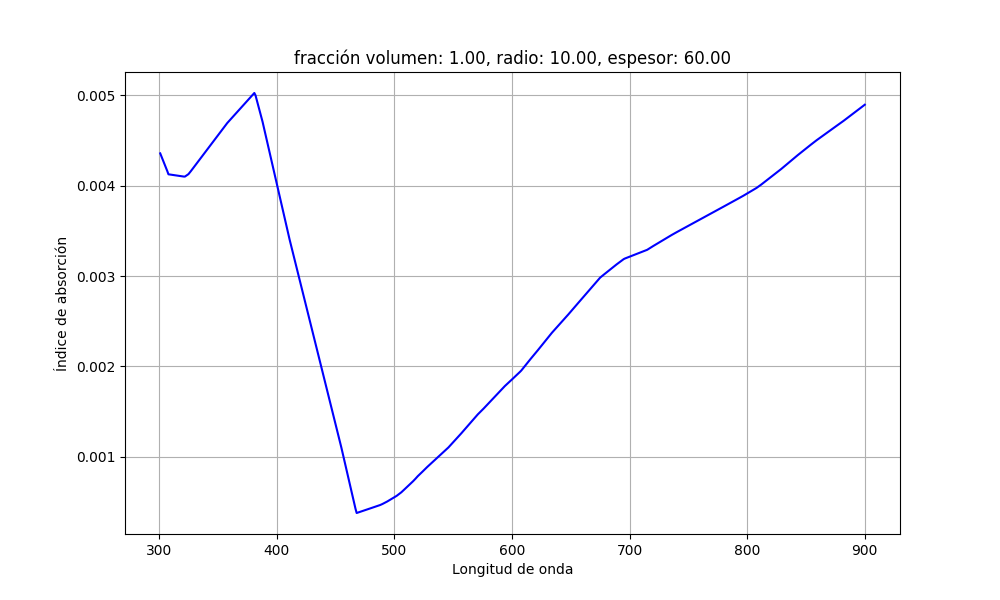 fracción volumen: 1.00, radio: 10.00, espesor: 60.00
0.005
0.004
0.003
0.002
0.001
Índice de absorción
300 400 500 600 700 800 900
Longitud de onda